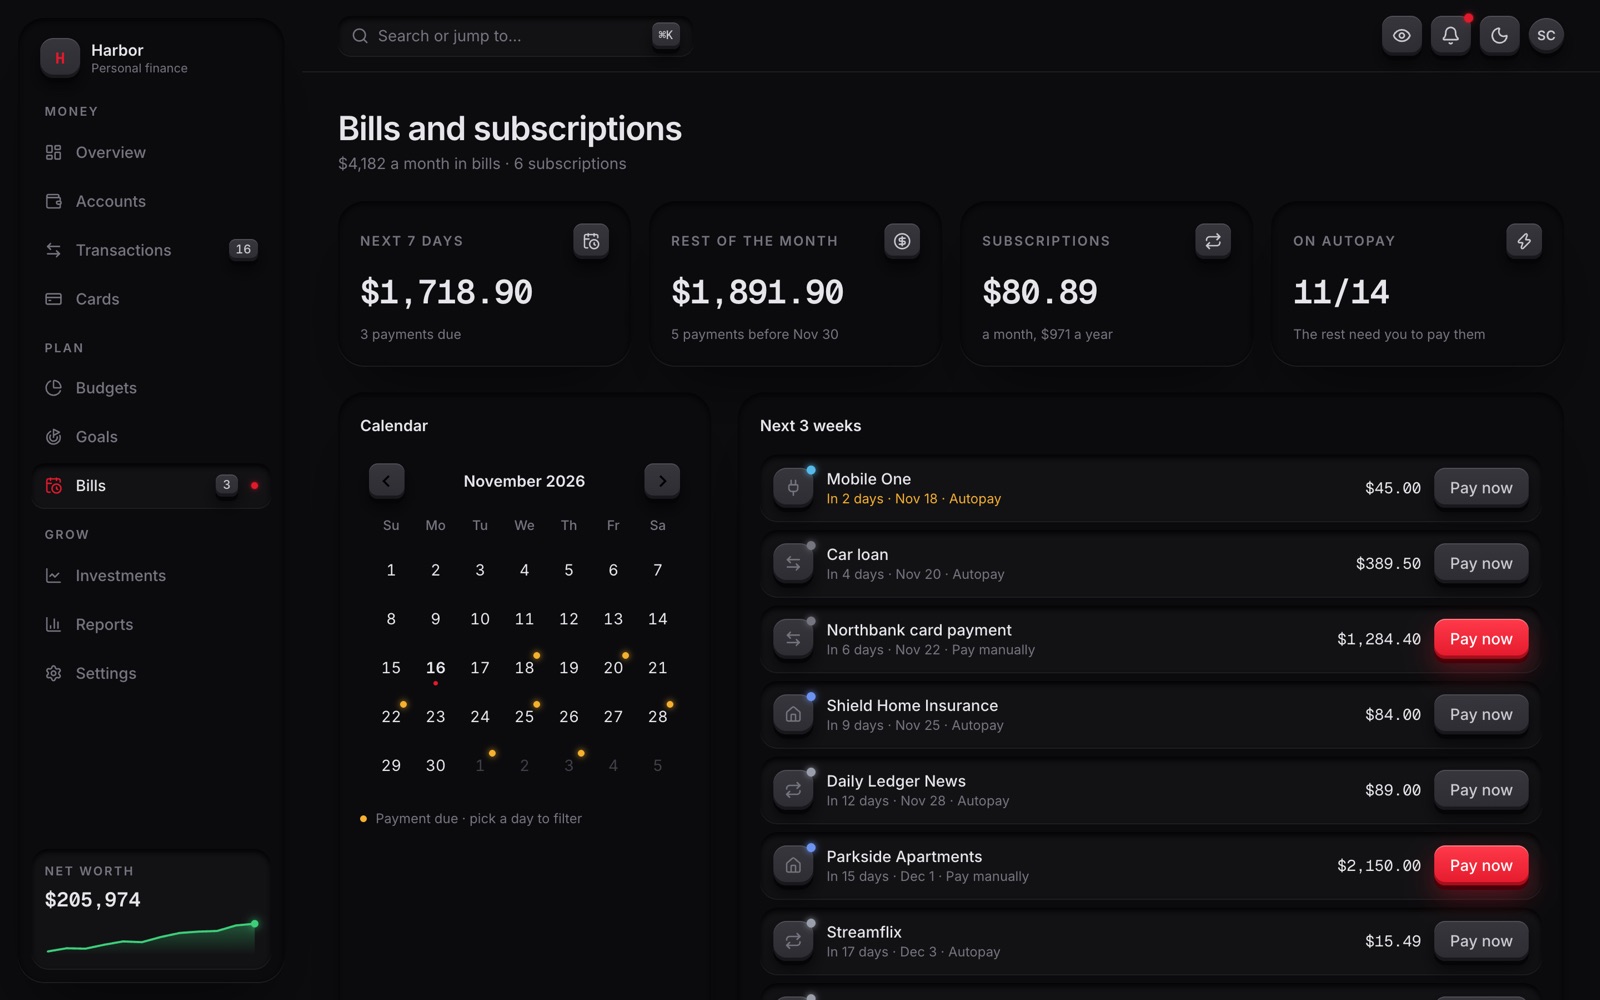 H
Harbor
Personal finance
MONEY
Overview
Accounts
Transactions 16
Cards
PLAN
Budgets
Goals
Bills 3
GROW
Investments
Reports
Settings
NET WORTH
$205,974
Search or jump to... ⌘K
SC
Bills and subscriptions
$4,182 a month in bills · 6 subscriptions
NEXT 7 DAYS
$1,718.90
3 payments due
REST OF THE MONTH
$1,891.90
5 payments before Nov 30
SUBSCRIPTIONS
$80.89
a month, $971 a year
ON AUTOPAY
11/14
The rest need you to pay them
Calendar
November 2026
Su Mo Tu We Th Fr Sa
1 2 3 4 5 6 7
8 9 10 11 12 13 14
15 16 17 18 19 20 21
22 23 24 25 26 27 28
29 30 1 2 3 4 5
Payment due · pick a day to filter
Next 3 weeks
Mobile One
In 2 days · Nov 18 · Autopay
$45.00 Pay now
Car loan
In 4 days · Nov 20 · Autopay
$389.50 Pay now
Northbank card payment
In 6 days · Nov 22 · Pay manually
$1,284.40 Pay now
Shield Home Insurance
In 9 days · Nov 25 · Autopay
$84.00 Pay now
Daily Ledger News
In 12 days · Nov 28 · Autopay
$89.00 Pay now
Parkside Apartments
In 15 days · Dec 1 · Pay manually
$2,150.00 Pay now
Streamflix
In 17 days · Dec 3 · Autopay
$15.49 Pay now